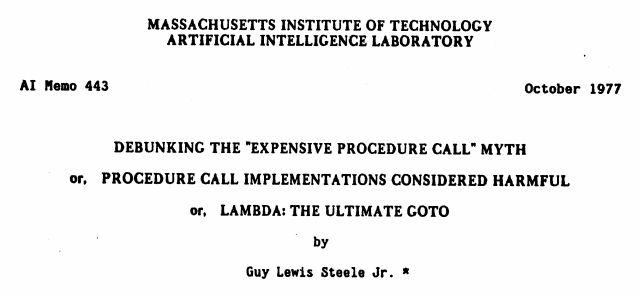 MASSACHUSETTS INSTITUTE OF TECHNOLOGY
ARTIFICIAL INTELLIGENCE LABORATORY
AI Memo 443
October 1977
DEBUNKING THE "EXPENSIVE PROCEDURE CALL" MYTH
or, PROCEDURE CALL IMPLEMENTATIONS CONSIDERED HARMFUL
or, LAMBDA: THE ULTIMATE GOTO
by
Guy Lewis Steele Jr. *